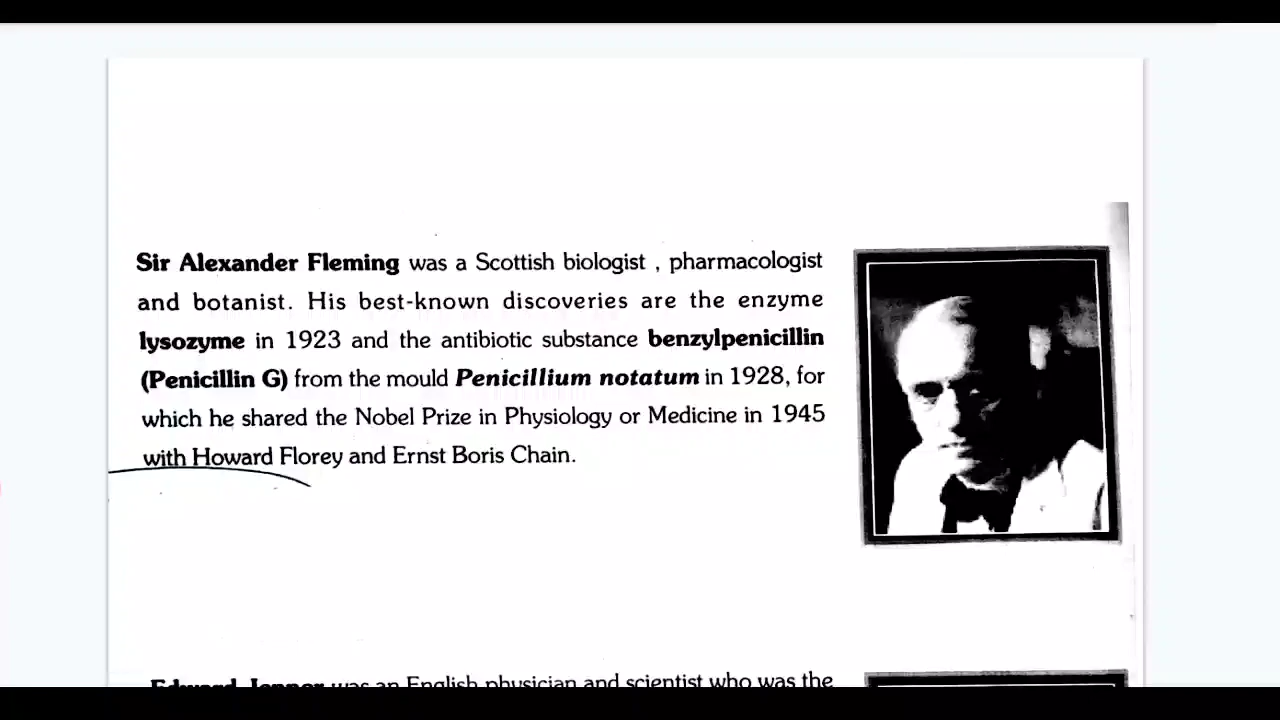 Sir Alexander Fleming was a Scottish biologist , pharmacologist
and botanist. His best-known discoveries are the enzyme
lysozyme in 1923 and the antibiotic substance benzylpenicillin
(Penicillin G) from the mould Penicillium notatum in 1928, for
which he shared the Nobel Prize in Physiology or Medicine in 1945
with Howard Florey and Ernst Boris Chain.
Edward Jenner was an English physician and scientist who was the